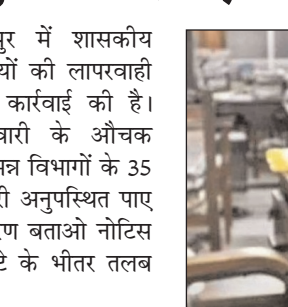 में शासकीय
की लापरवाही
कार्रवाई की है।
के औचक
विभागों के 35
अनुपस्थित पाए
बताओ नोटिस
के भीतर तलब